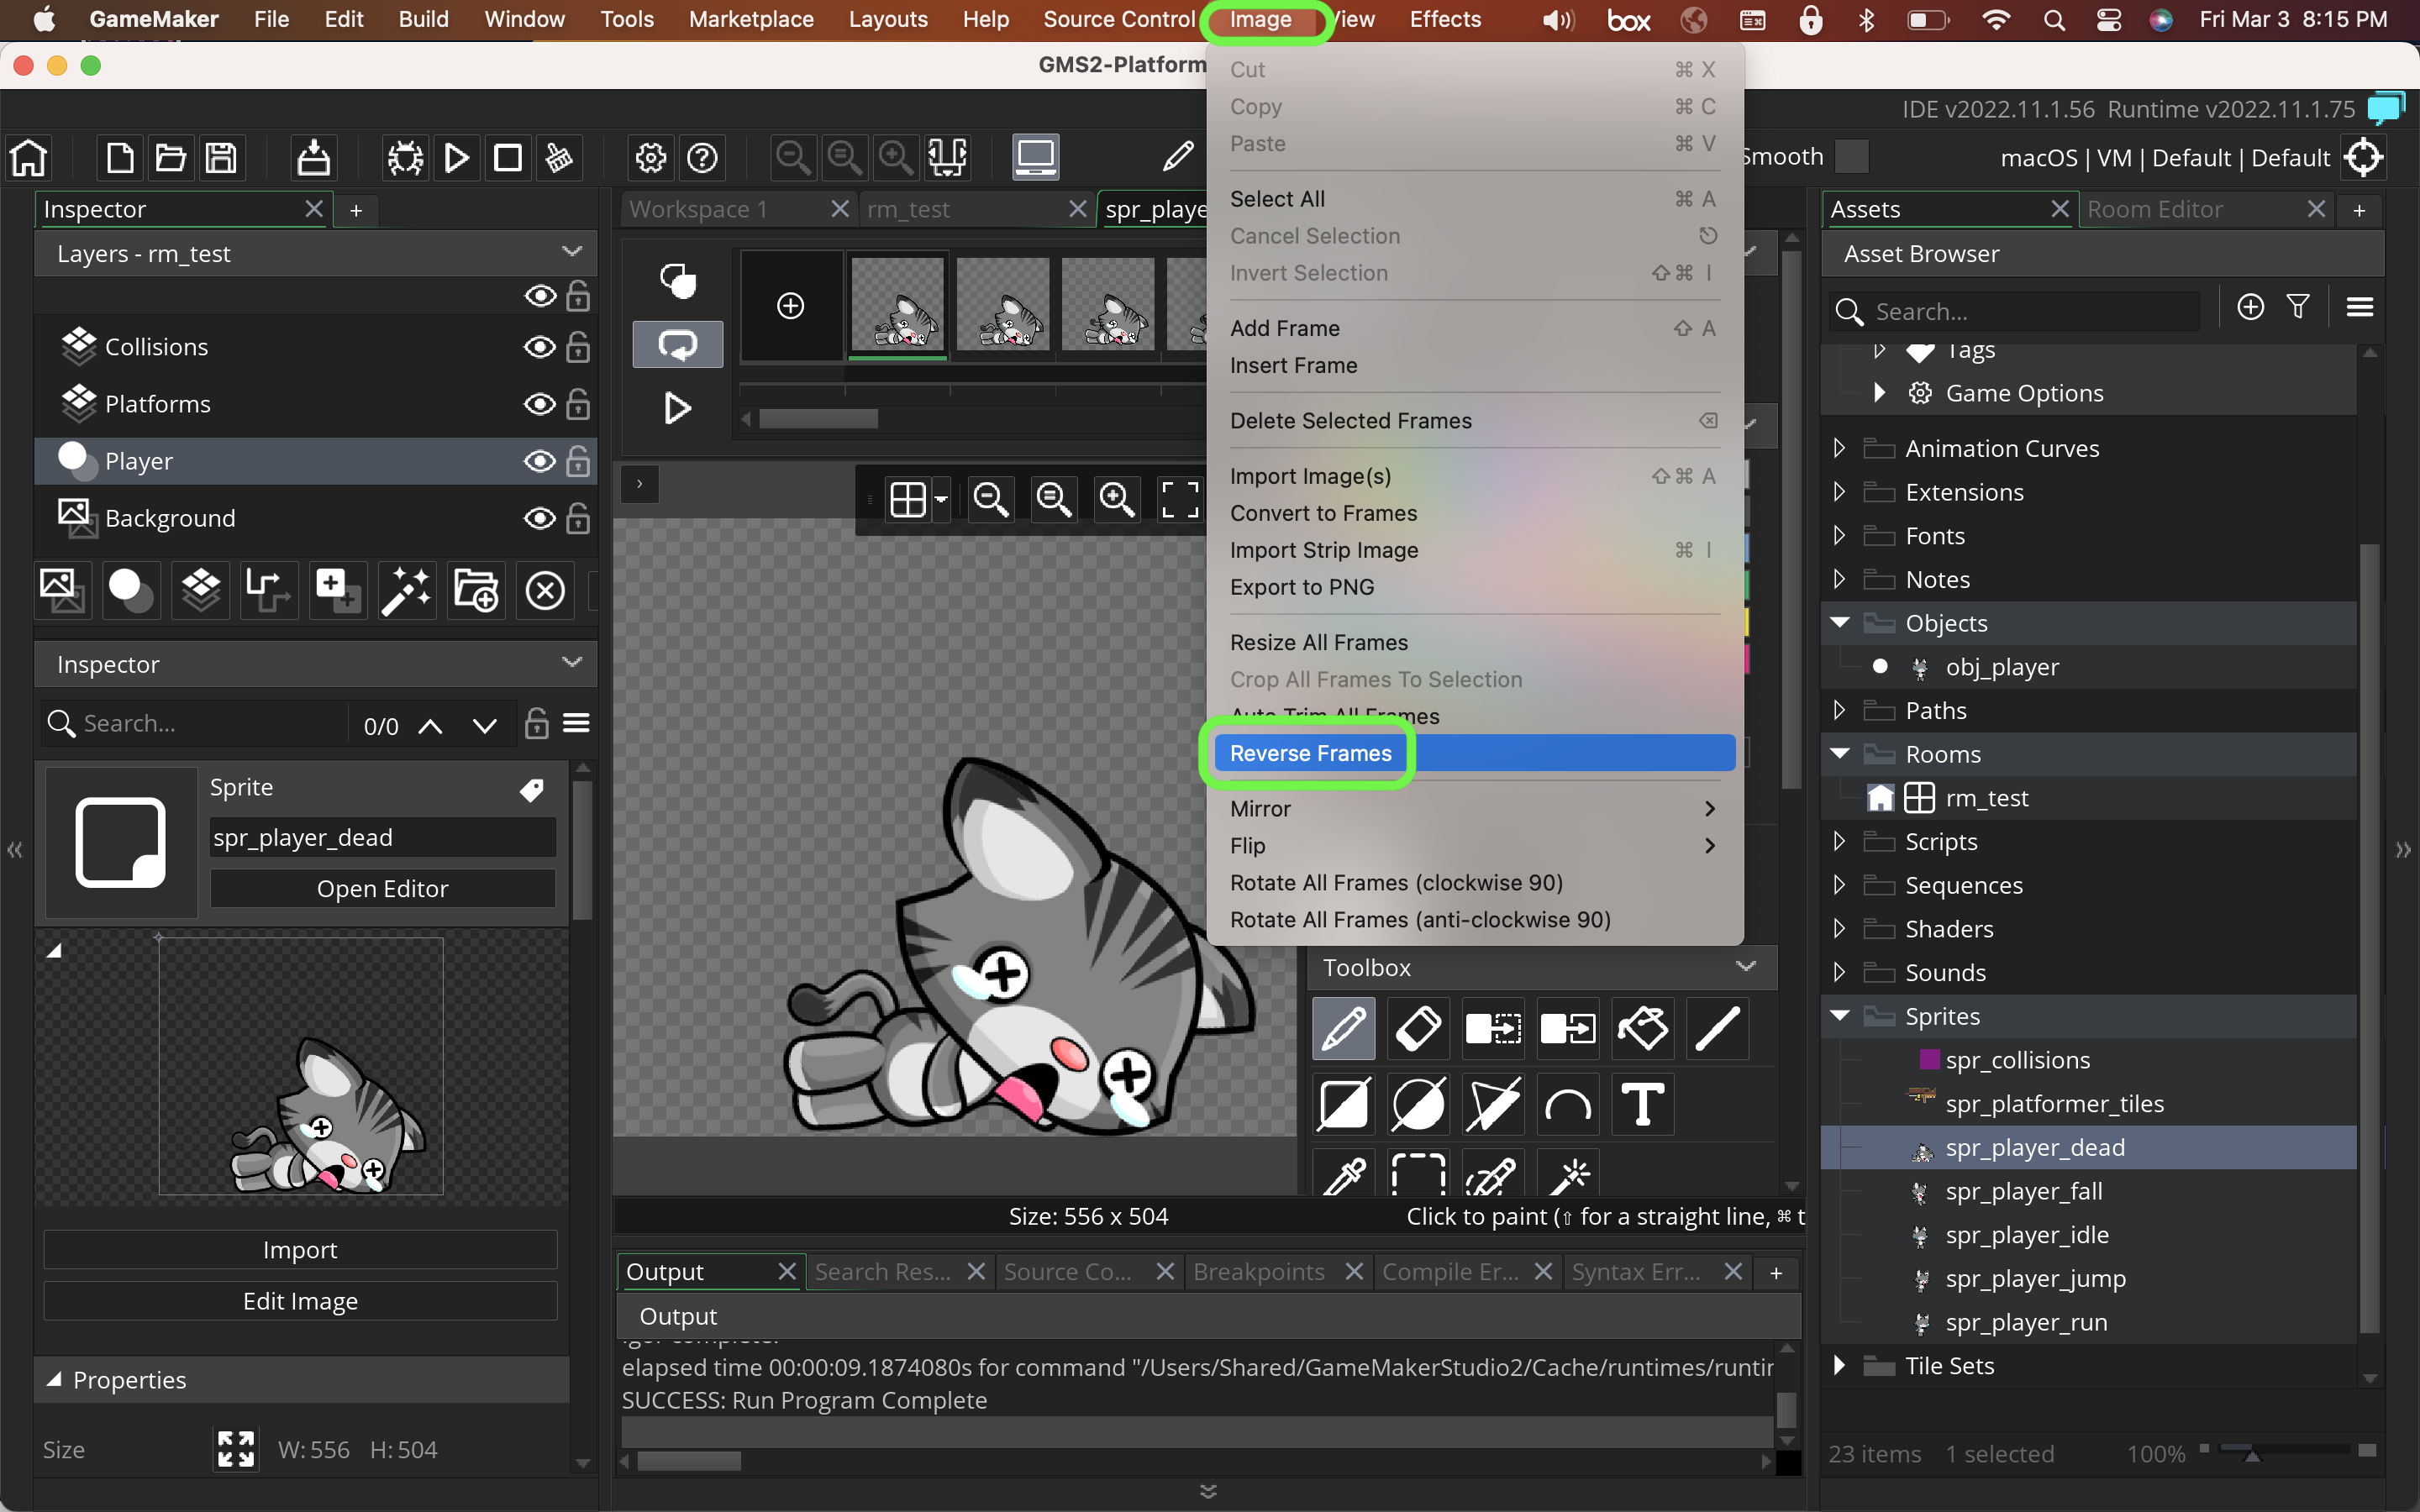 GameMaker File Edit Build Window Tools Marketplace Layouts Help Source Control Image View Effects box Fri Mar 3 8:15 PM
GMS2-Platform
IDE v2022.11.1.56 Runtime v2022.11.1.75
Smooth macOS | VM | Default | Default
Inspector
Layers - rm_test
Collisions
Platforms
Player
Background
Inspector
Search... 0/0
Sprite
spr_player_dead
Open Editor
Import
Edit Image
Properties
Size W: 556 H: 504
Workspace 1 rm_test spr_playe
Cut ⌘ X
Copy ⌘ C
Paste ⌘ V
Select All ⌘ A
Cancel Selection
Invert Selection ⇧⌘ I
Add Frame ⇧ A
Insert Frame
Delete Selected Frames
Import Image(s) ⇧⌘ A
Convert to Frames
Import Strip Image ⌘ I
Export to PNG
Resize All Frames
Crop All Frames To Selection
Auto Trim All Frames
Reverse Frames
Mirror
Flip
Rotate All Frames (clockwise 90)
Rotate All Frames (anti-clockwise 90)
Toolbox
T
Size: 556 x 504 Click to paint (⇧ for a straight line, ⌘ t
Output Search Res... Source Co... Breakpoints Compile Er... Syntax Err... +
Output
Igor complete.
elapsed time 00:00:09.1874080s for command "/Users/Shared/GameMakerStudio2/Cache/runtimes/runtir
SUCCESS: Run Program Complete
Assets Room Editor
Asset Browser
Search...
Tags
Game Options
Animation Curves
Extensions
Fonts
Notes
Objects
obj_player
Paths
Rooms
rm_test
Scripts
Sequences
Shaders
Sounds
Sprites
spr_collisions
spr_platformer_tiles
spr_player_dead
spr_player_fall
spr_player_idle
spr_player_jump
spr_player_run
Tile Sets
23 items 1 selected 100%